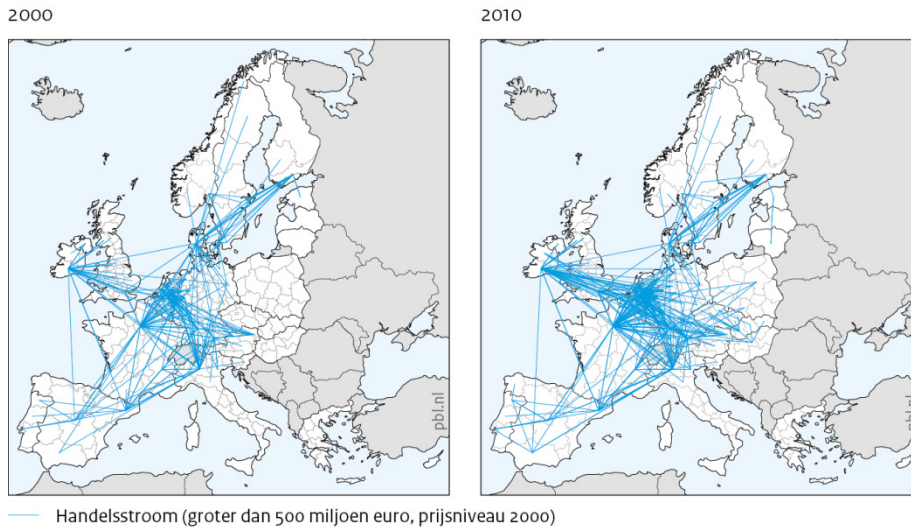 2000
2010
pbl.nl
pbl.nl
Handelsstroom (groter dan 500 miljoen euro, prijsniveau 2000)